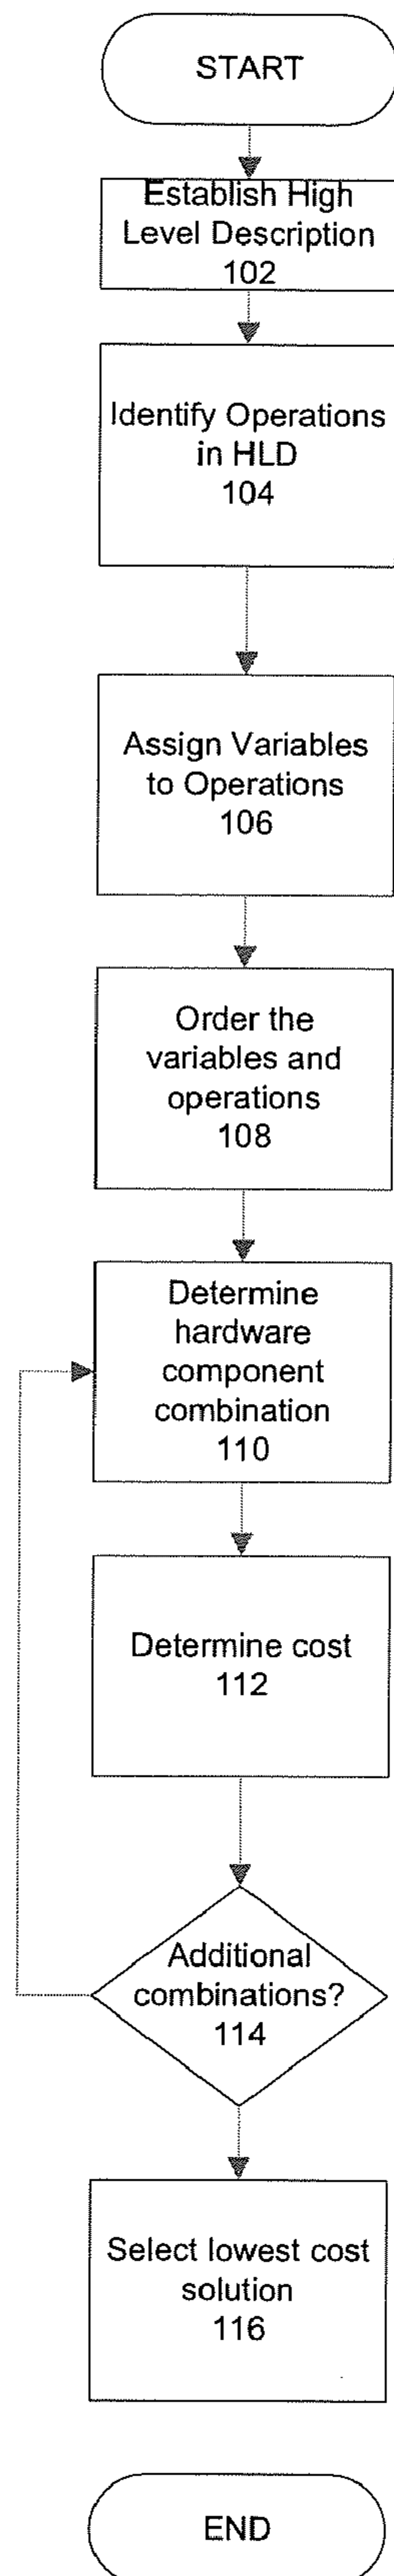 START
Establish High
Level Description
102
Identify Operations
in HLD
104
Assign Variables
to Operations
106
Order the
variables and
operations
108
Determine
hardware
component
combination
110
Determine cost
112
Additional
combinations?
114
Select lowest cost
solution
116
END